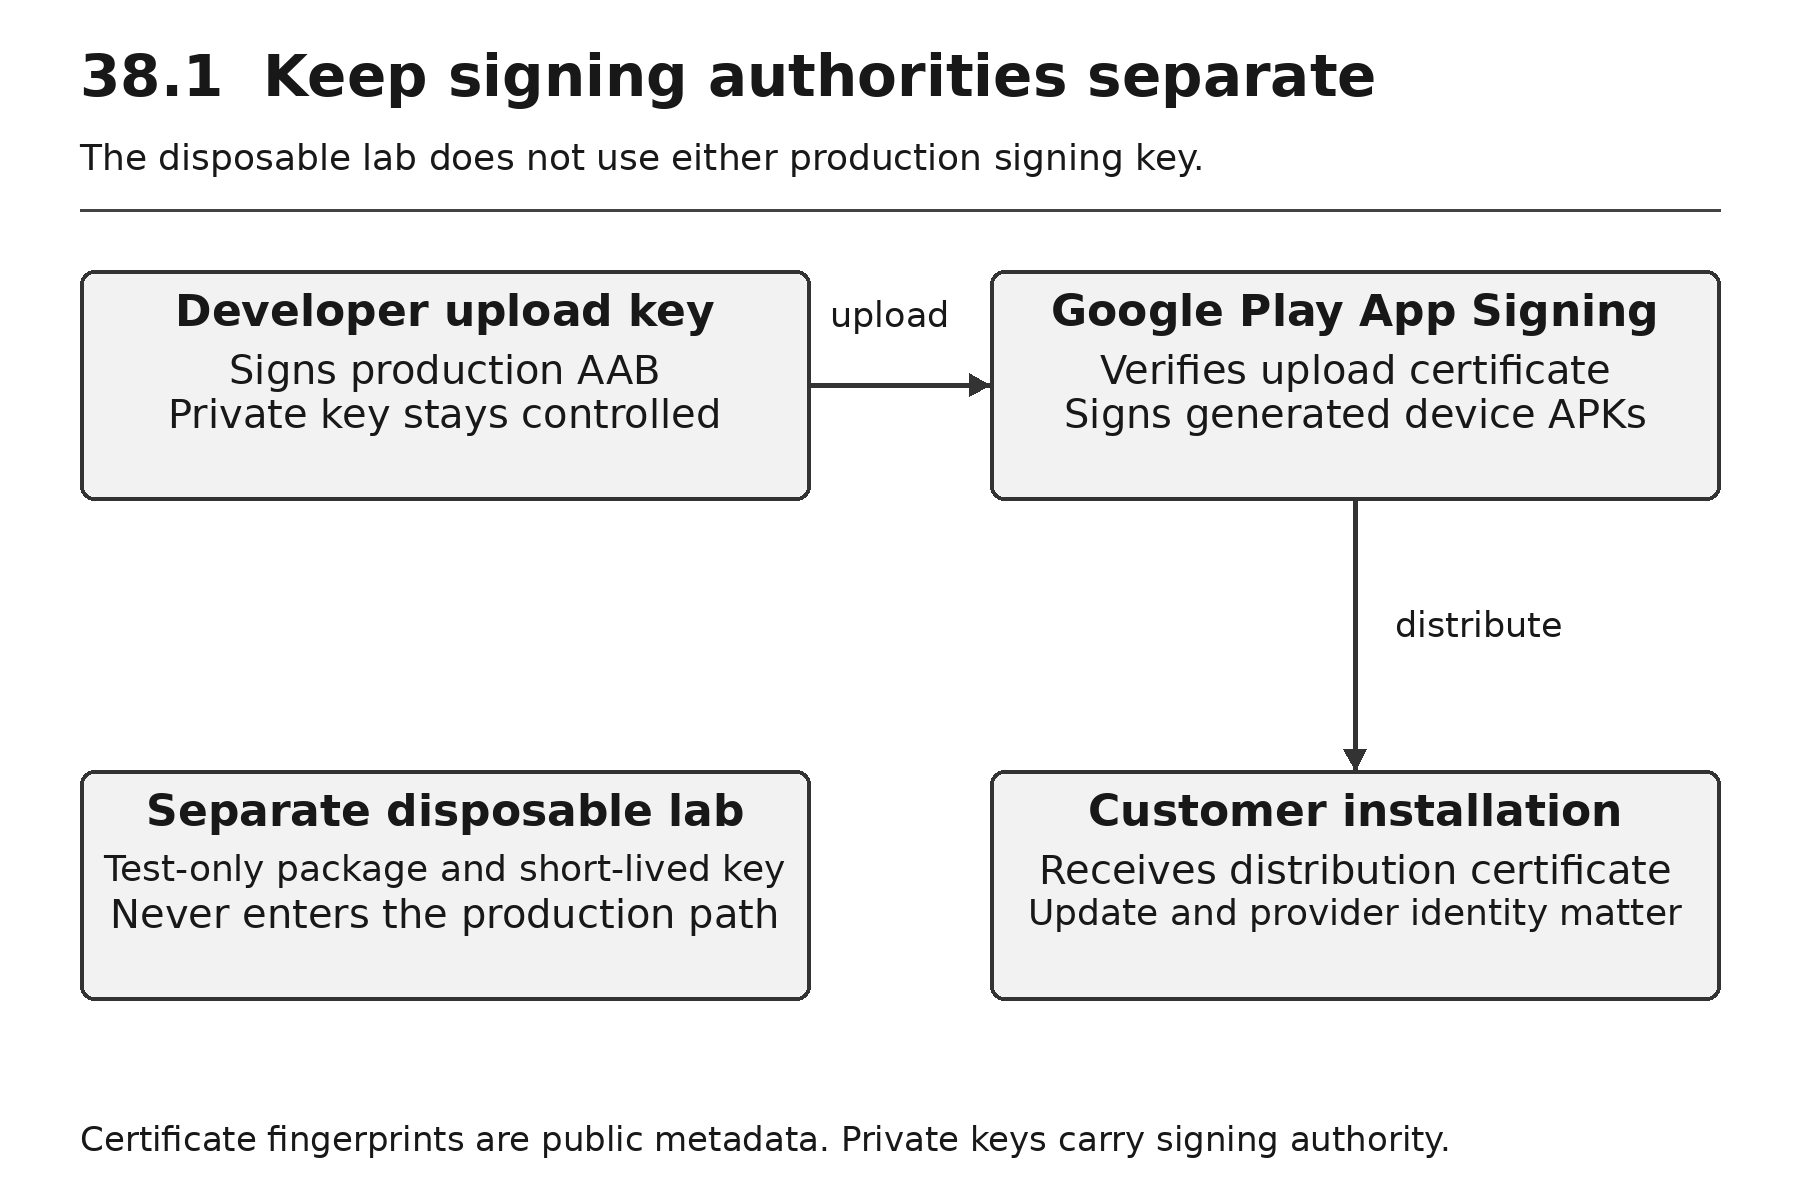 38.1 Keep signing authorities separate
The disposable lab does not use either production signing key.
Developer upload key
Signs production AAB
Private key stays controlled
upload
Google Play App Signing
Verifies upload certificate
Signs generated device APKs
distribute
Separate disposable lab
Test-only package and short-lived key
Never enters the production path
Customer installation
Receives distribution certificate
Update and provider identity matter
Certificate fingerprints are public metadata. Private keys carry signing authority.